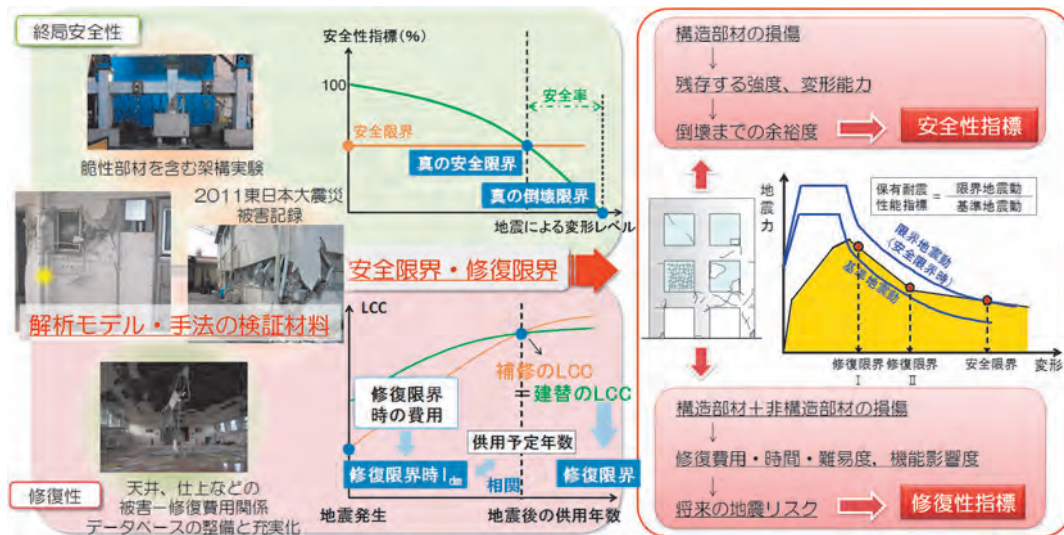 終局安全性
脆性部材を含む架構実験
2011東日本大震災
被害記録
解析モデル・手法の検証材料
修復性
天井、仕上などの
被害ー修復費用関係
データベースの整備と充実化
安全性指標(%)
100
安全率
安全限界
真の安全限界
真の倒壊限界
地震による変形レベル
安全限界・修復限界
LCC
補修のLCC
=建替のLCC
修復限界
時の費用
供用予定年数
修復限界時Idm
相関
修復限界
地震発生
地震後の供用年数
構造部材の損傷
残存する強度、変形能力
倒壊までの余裕度
安全性指標
地震力
保有耐震
性能指標
=
限界地震動
基準地震動
限界地震動
(安全限界時)
基準地震動
修復限界
I
修復限界
II
安全限界
変形
構造部材+非構造部材の損傷
修復費用・時間・難易度,機能影響度
将来の地震リスク
修復性指標